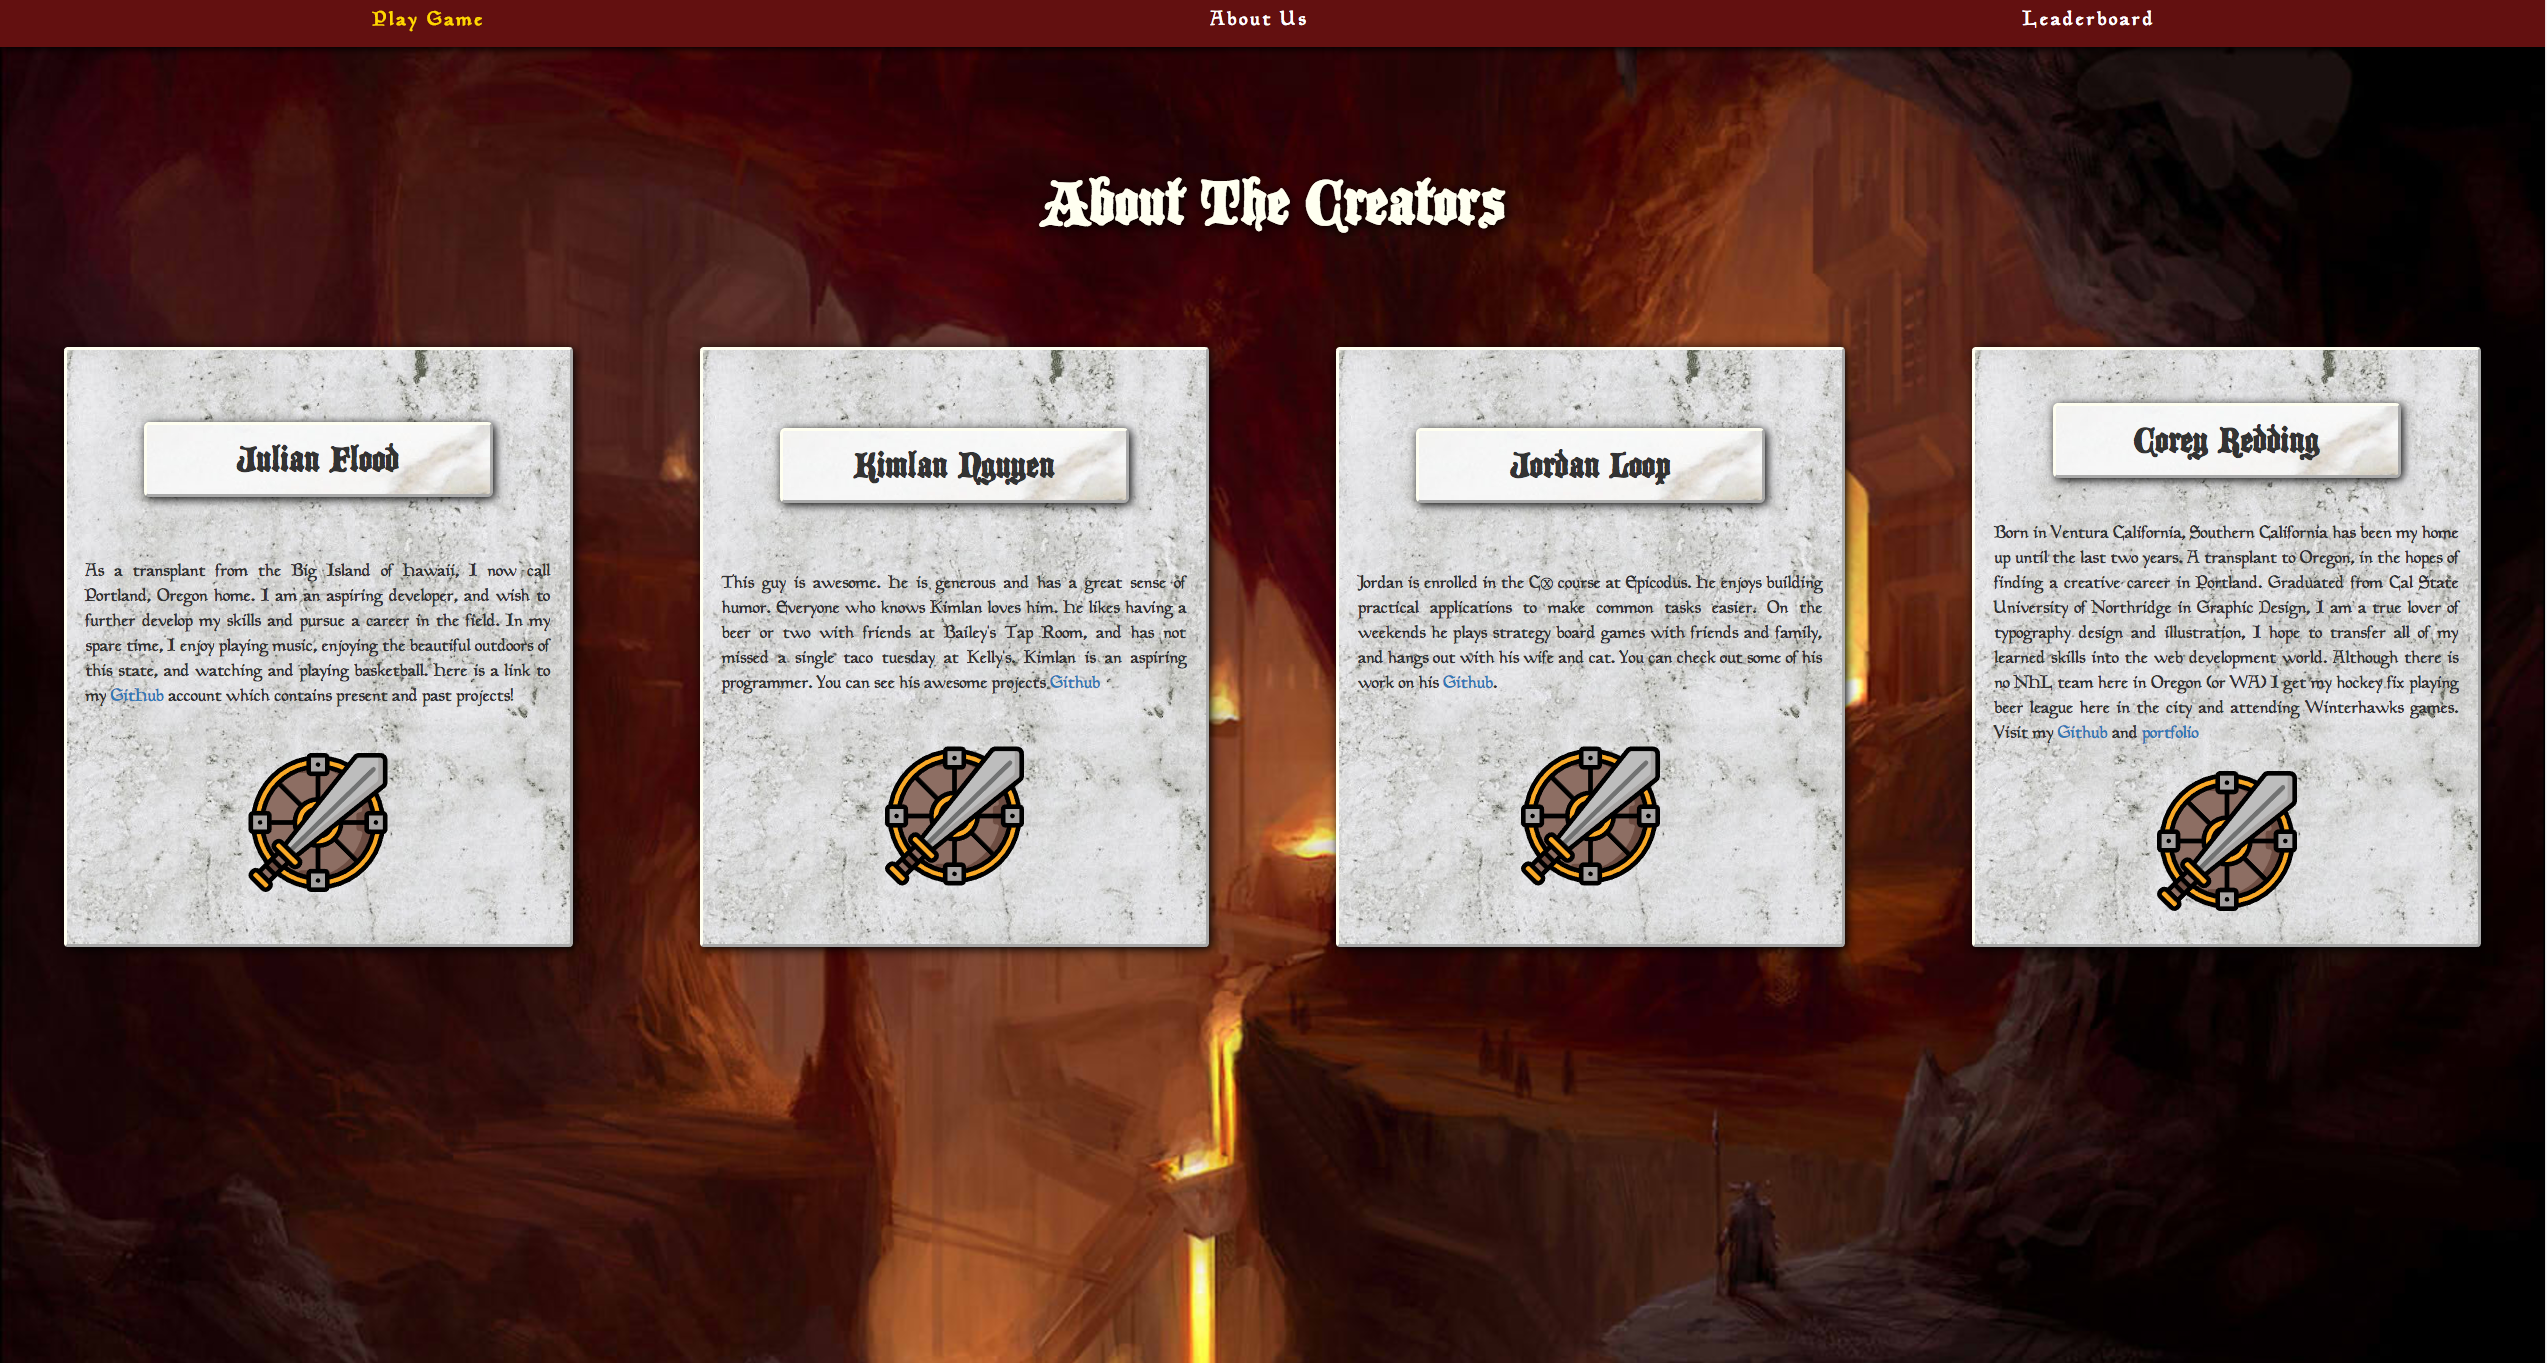 Play Game
About Us
Leaderboard
About The Creators
Julian Flood
As a transplant from the Big Island of Hawaii, I now call
Portland, Oregon home. I am an aspiring developer, and wish to
further develop my skills and pursue a career in the field. In my
spare time, I enjoy playing music, enjoying the beautiful outdoors of
this state, and watching and playing basketball. Here is a link to
my GitHub account which contains present and past projects!
Kimlan Nguyen
This guy is awesome. He is generous and has a great sense of
humor. Everyone who knows Kimlan loves him. He likes having a
beer or two with friends at Bailey's Tap Room, and has not
missed a single taco tuesday at Kelly's. Kimlan is an aspiring
programmer. You can see his awesome projects Github
Jordan Loop
Jordan is enrolled in the C course at Epicodus. He enjoys building
practical applications to make common tasks easier. On the
weekends he plays strategy board games with friends and family,
and hangs out with his wife and cat. You can check out some of his
work on his Github.
Corey Redding
Born in Ventura California, Southern California has been my home
up until the last two years. A transplant to Oregon, in the hopes of
finding a creative career in Portland. Graduated from Cal State
University of Northridge in Graphic Design, I am a true lover of
typography design and illustration, I hope to transfer all of my
learned skills into the web development world. Although there is
no NHL team here in Oregon (or WA) I get my hockey fix playing
beer league here in the city and attending Winterhawks games.
Visit my Github and portfolio